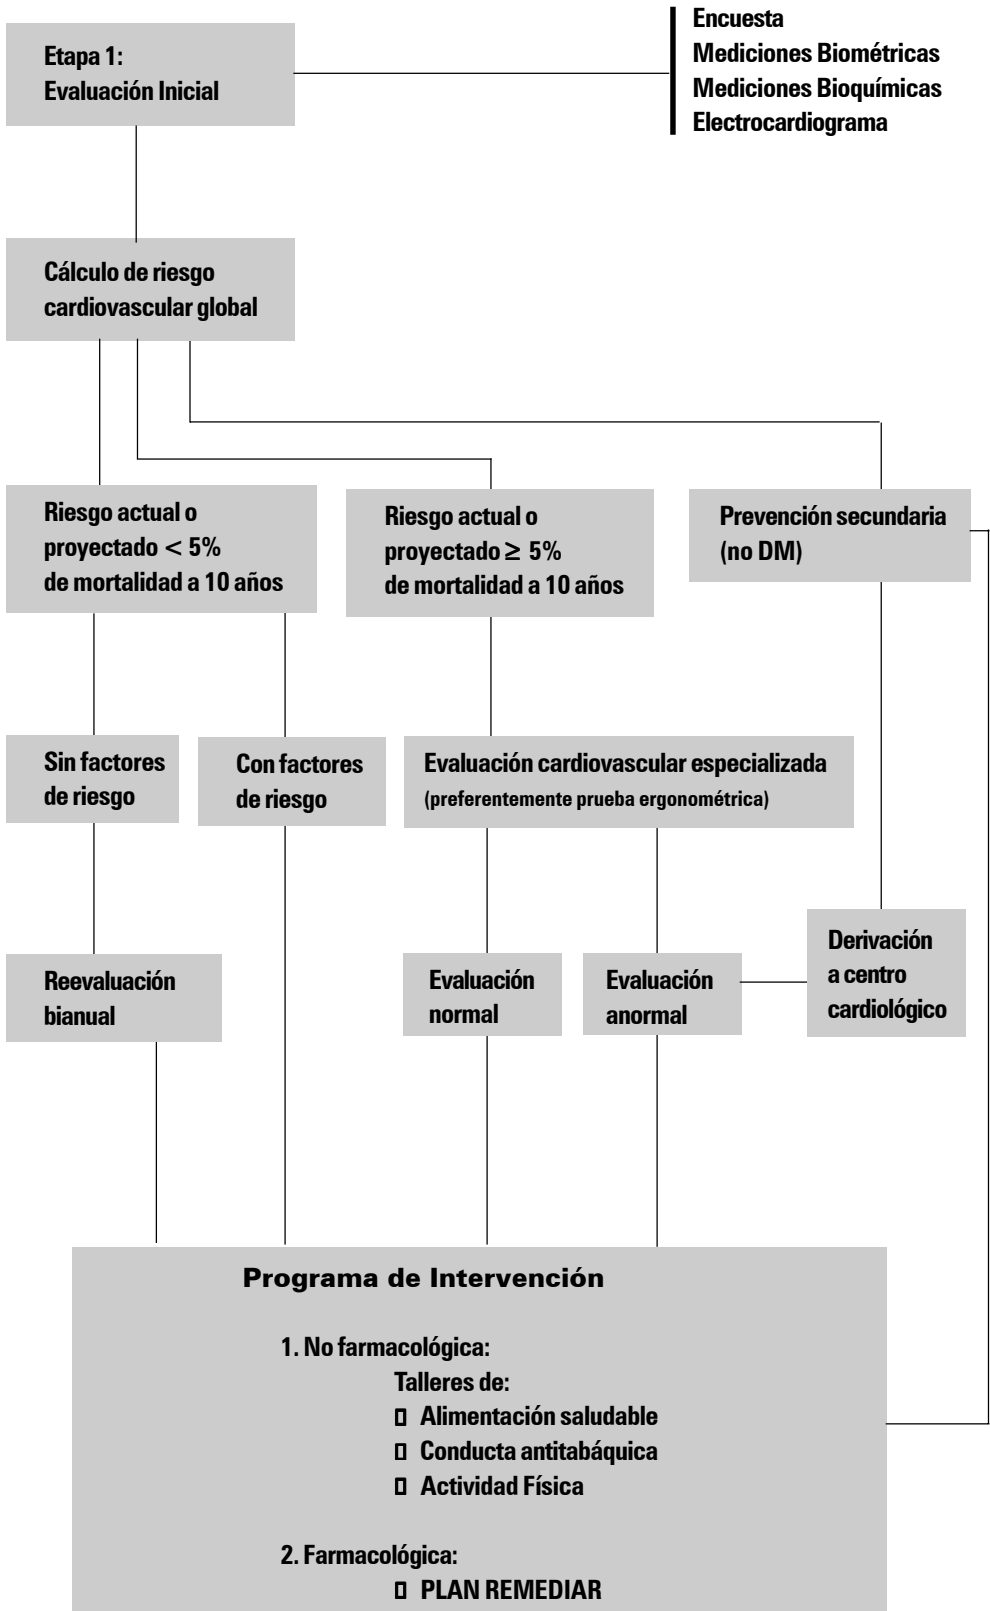 Etapa 1:
Evaluación Inicial
Encuesta
Mediciones Biométricas
Mediciones Bioquímicas
Electrocardiograma
Cálculo de riesgo
cardiovascular global
Riesgo actual o
proyectado < 5%
de mortalidad a 10 años
Riesgo actual o
proyectado ≥ 5%
de mortalidad a 10 años
Prevención secundaria
(no DM)
Sin factores
de riesgo
Con factores
de riesgo
Evaluación cardiovascular especializada
(preferentemente prueba ergonométrica)
Reevaluación
bianual
Evaluación
normal
Evaluación
anormal
Derivación
a centro
cardiológico
Programa de Intervención
1. No farmacológica:
Talleres de:
▯ Alimentación saludable
▯ Conducta antitabáquica
▯ Actividad Física
2. Farmacológica:
▯ PLAN REMEDIAR